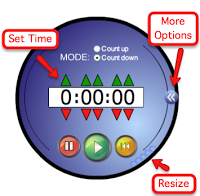 More
Options
Set Time
Count up
MODE: Count down
0:00:00
Resize